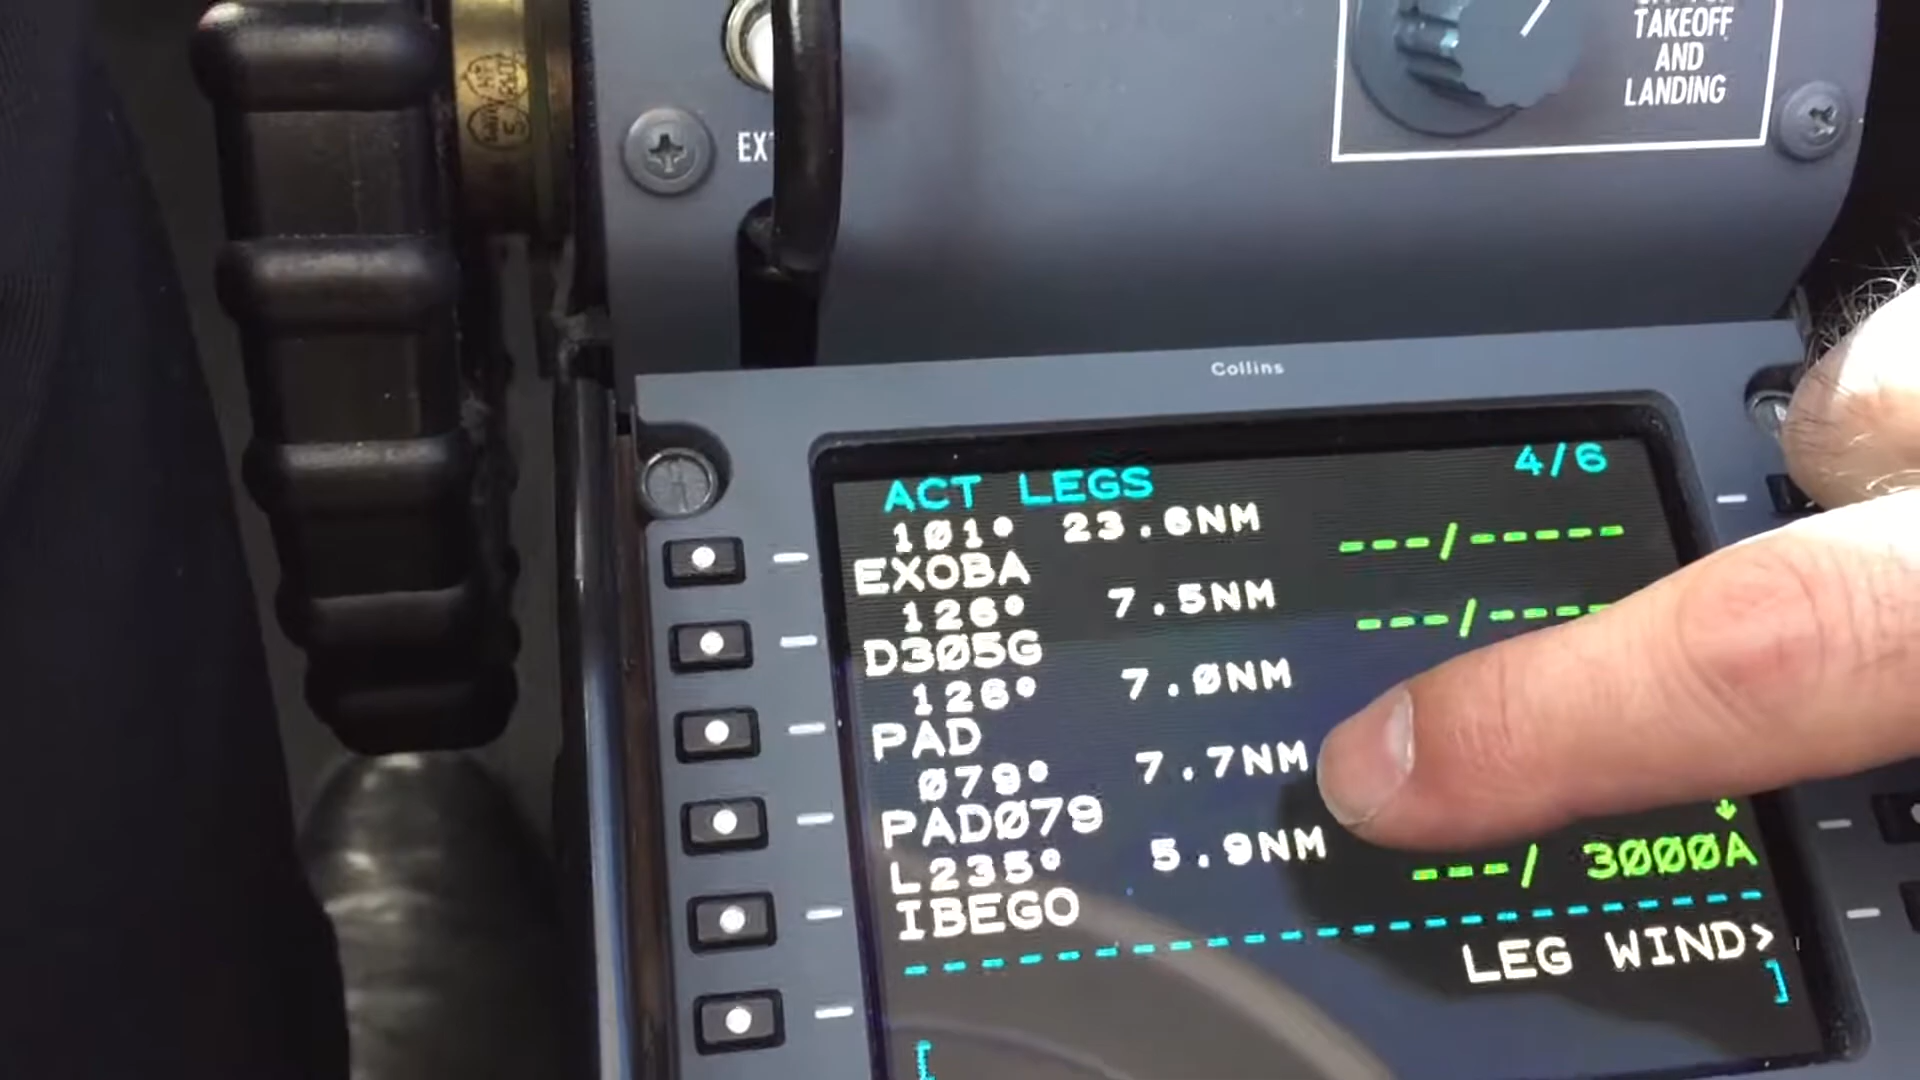 TAKEOFF
AND
LANDING
EX
Collins
ACT LEGS 4/6
101° 23.6NM
EXOBA ---/-----
126° 7.5NM
D305G ---/----
126° 7.0NM
PAD
079° 7.7NM
PAD079
L235° 5.9NM ↓
IBEGO ---/ 3000A
--------------------
LEG WIND>
[ ]